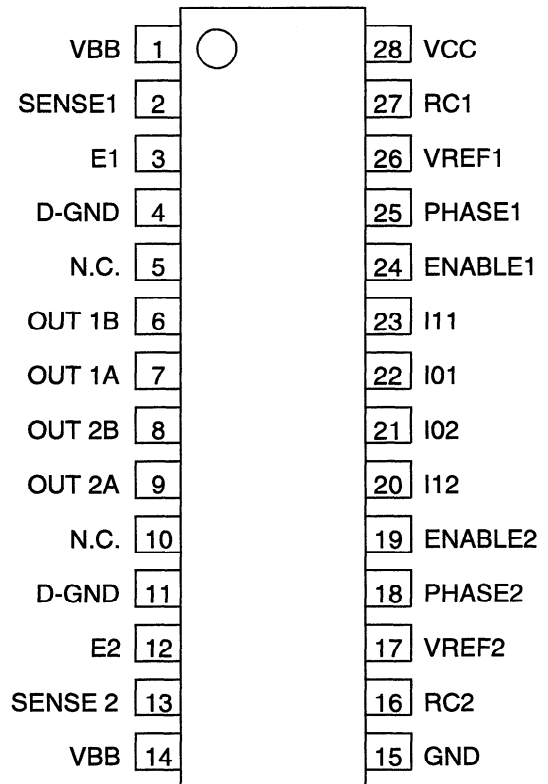 VBB 1 28 VCC
SENSE1 2 27 RC1
E1 3 26 VREF1
D-GND 4 25 PHASE1
N.C. 5 24 ENABLE1
OUT 1B 6 23 I11
OUT 1A 7 22 I01
OUT 2B 8 21 I02
OUT 2A 9 20 I12
N.C. 10 19 ENABLE2
D-GND 11 18 PHASE2
E2 12 17 VREF2
SENSE 2 13 16 RC2
VBB 14 15 GND